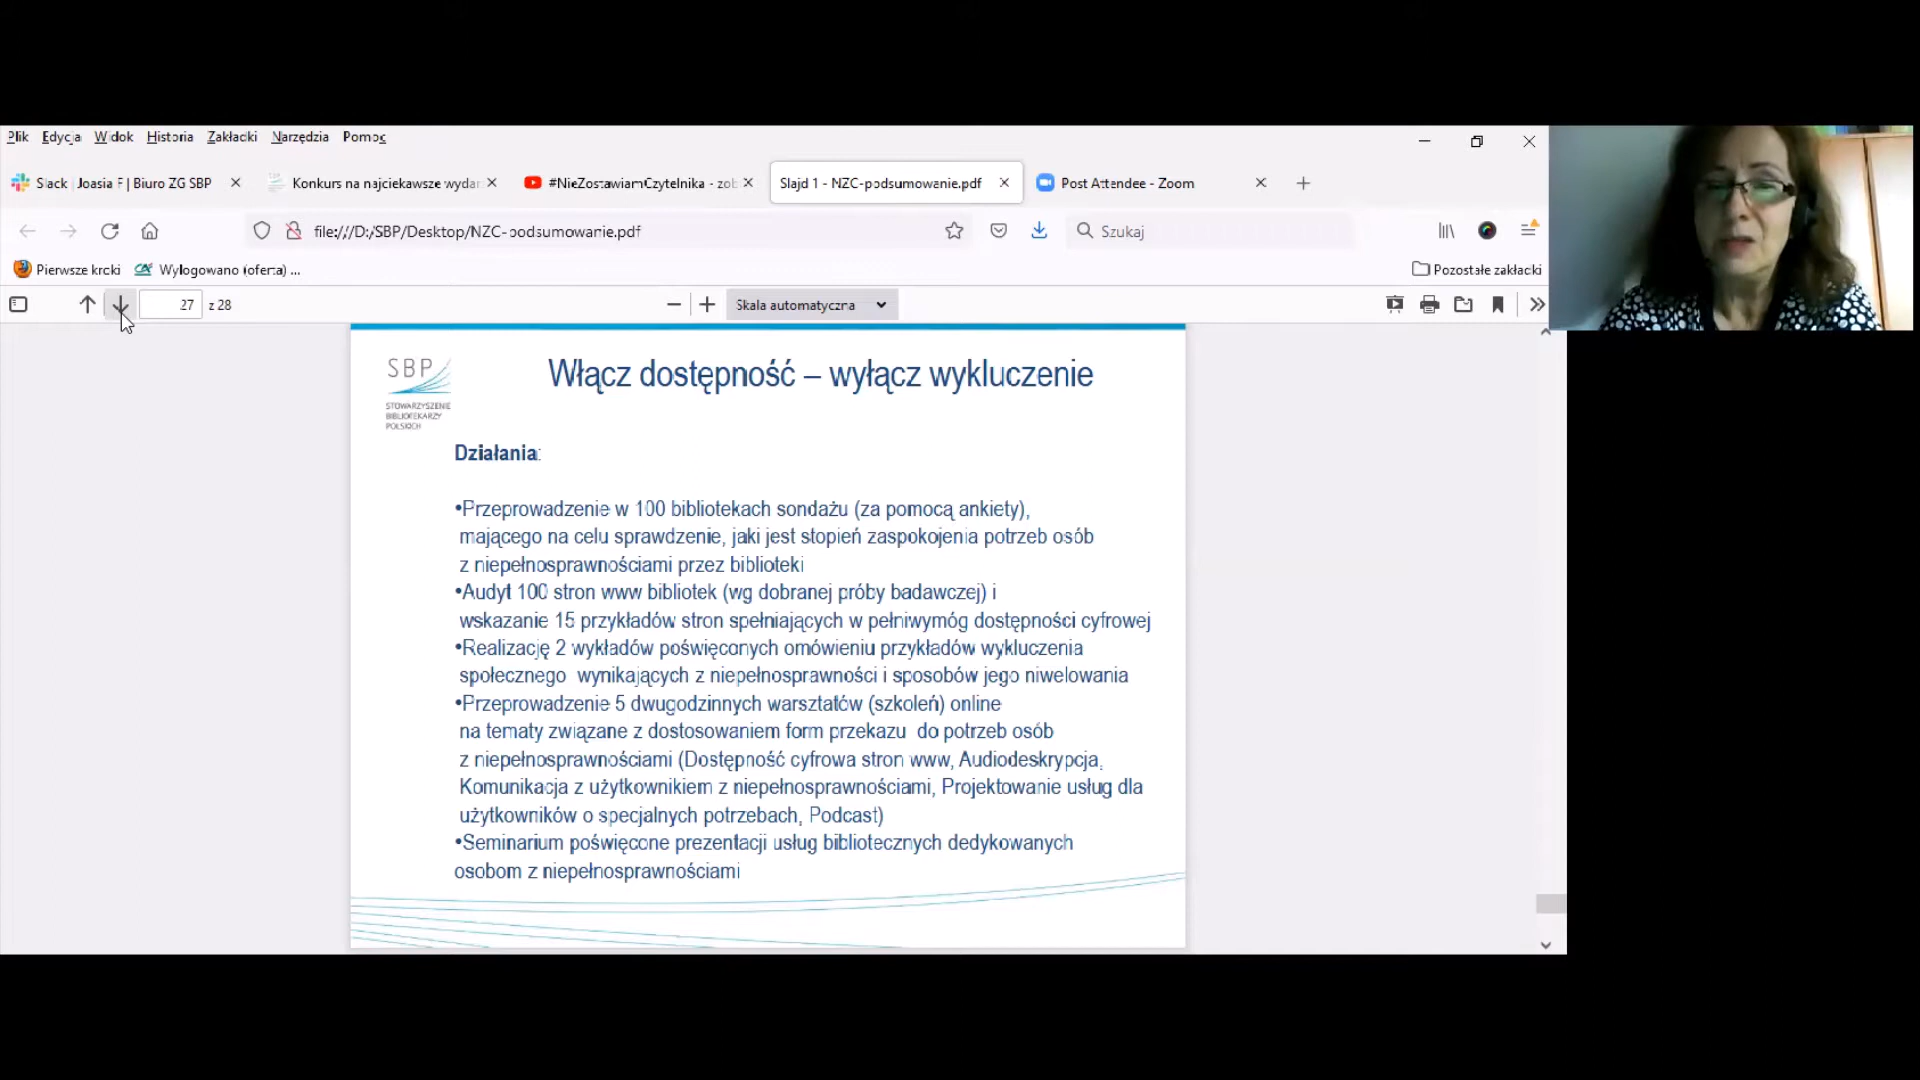 Plik Edycja Widok Historia Zakładki Narzędzia Pomoc
Slack | Joasia F | Biuro ZG SBP
Konkurs na najciekawsze wydar
#NieZostawiamCzytelnika - zob
Slajd 1 - NZC-podsumowanie.pdf
Post Attendee - Zoom
file:///D:/SBP/Desktop/NZC-podsumowanie.pdf
Szukaj
Pierwsze kroki
Wylogowano (oferta) ...
Pozostałe zakładki
27 z 28
Skala automatyczna
SBP
STOWARZYSZENIE
BIBLIOTEKARZY
POLSKICH
Włącz dostępność – wyłącz wykluczenie
Działania:
•Przeprowadzenie w 100 bibliotekach sondażu (za pomocą ankiety),
mającego na celu sprawdzenie, jaki jest stopień zaspokojenia potrzeb osób
z niepełnosprawnościami przez biblioteki
•Audyt 100 stron www bibliotek (wg dobranej próby badawczej) i
wskazanie 15 przykładów stron spełniających w pełniwymóg dostępności cyfrowej
•Realizację 2 wykładów poświęconych omówieniu przykładów wykluczenia
społecznego wynikających z niepełnosprawności i sposobów jego niwelowania
•Przeprowadzenie 5 dwugodzinnych warsztatów (szkoleń) online
na tematy związane z dostosowaniem form przekazu do potrzeb osób
z niepełnosprawnościami (Dostępność cyfrowa stron www, Audiodeskrypcja,
Komunikacja z użytkownikiem z niepełnosprawnościami, Projektowanie usług dla
użytkowników o specjalnych potrzebach, Podcast)
•Seminarium poświęcone prezentacji usług bibliotecznych dedykowanych
osobom z niepełnosprawnościami